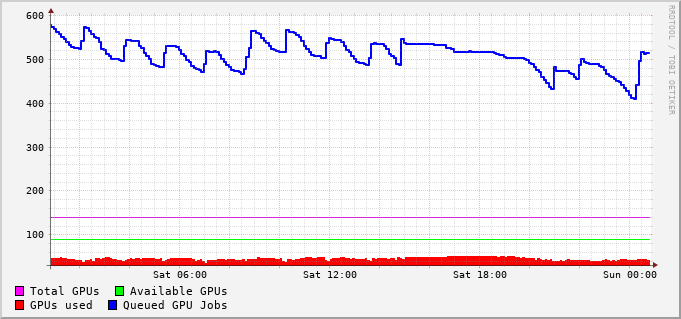 600
500
400
300
200
100
Sat 06:00 Sat 12:00 Sat 18:00 Sun 00:00
Total GPUs Available GPUs
GPUs used Queued GPU Jobs
RRDTOOL / TOBI OETIKER